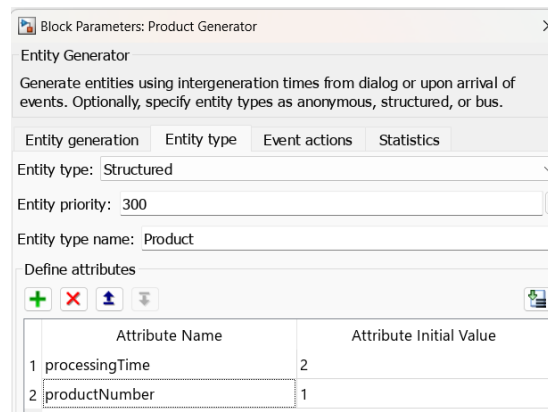 Block Parameters: Product Generator
Entity Generator
Generate entities using intergeneration times from dialog or upon arrival of
events. Optionally, specify entity types as anonymous, structured, or bus.
Entity generation Entity type Event actions Statistics
Entity type: Structured
Entity priority: 300
Entity type name: Product
Define attributes
Attribute Name Attribute Initial Value
1 processingTime 2
2 productNumber 1